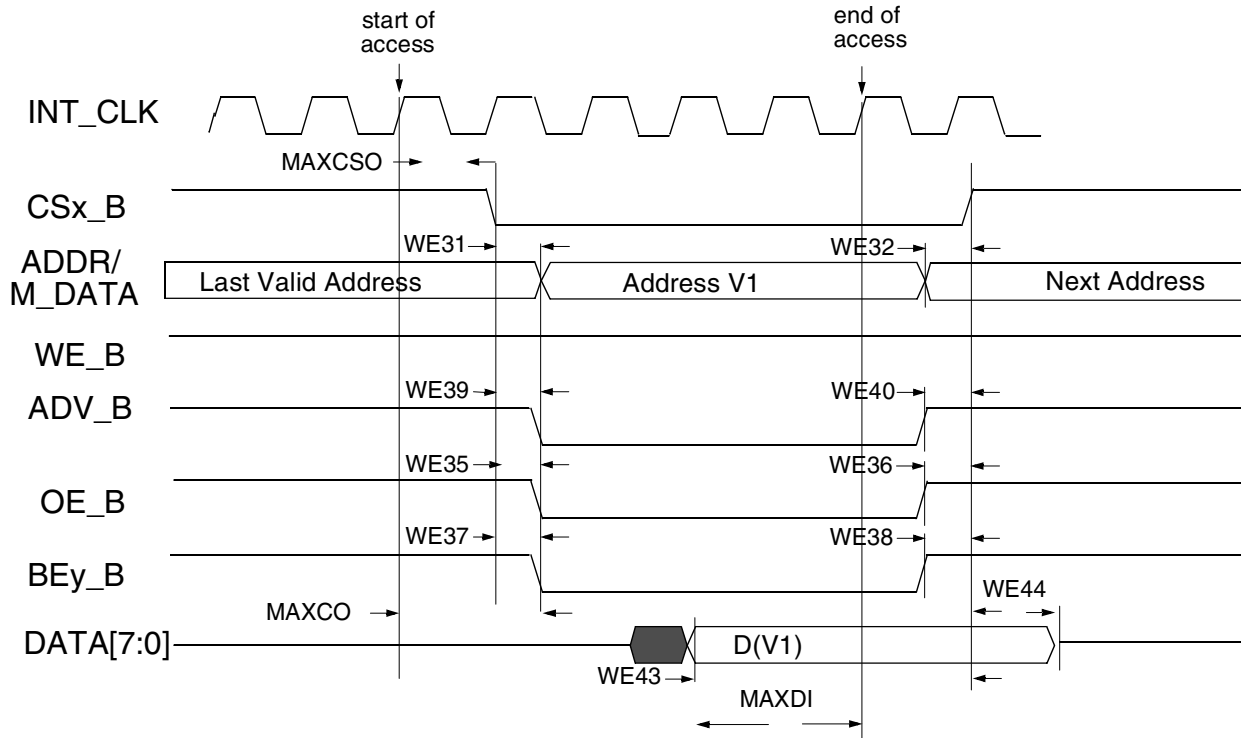 start of
access
end of
access
INT_CLK
MAXCSO
CSx_B
WE31
WE32
ADDR/
M_DATA
Last Valid Address
Address V1
Next Address
WE_B
WE39
WE40
ADV_B
WE35
WE36
OE_B
WE37
WE38
BEy_B
WE44
MAXCO
DATA[7:0]
D(V1)
WE43
MAXDI